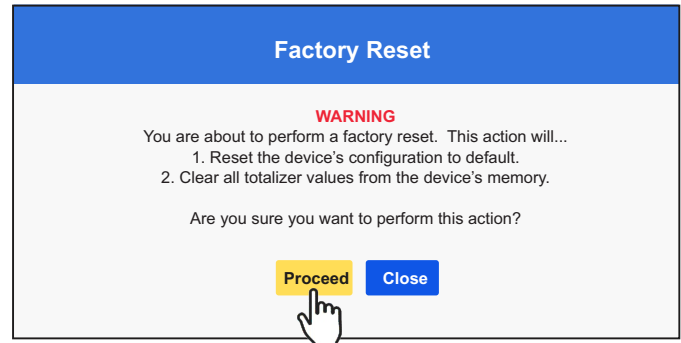 Factory Reset
WARNING
You are about to perform a factory reset.  This action will...
1. Reset the device’s configuration to default.
2. Clear all totalizer values from the device’s memory.
Are you sure you want to perform this action?
Proceed
Close